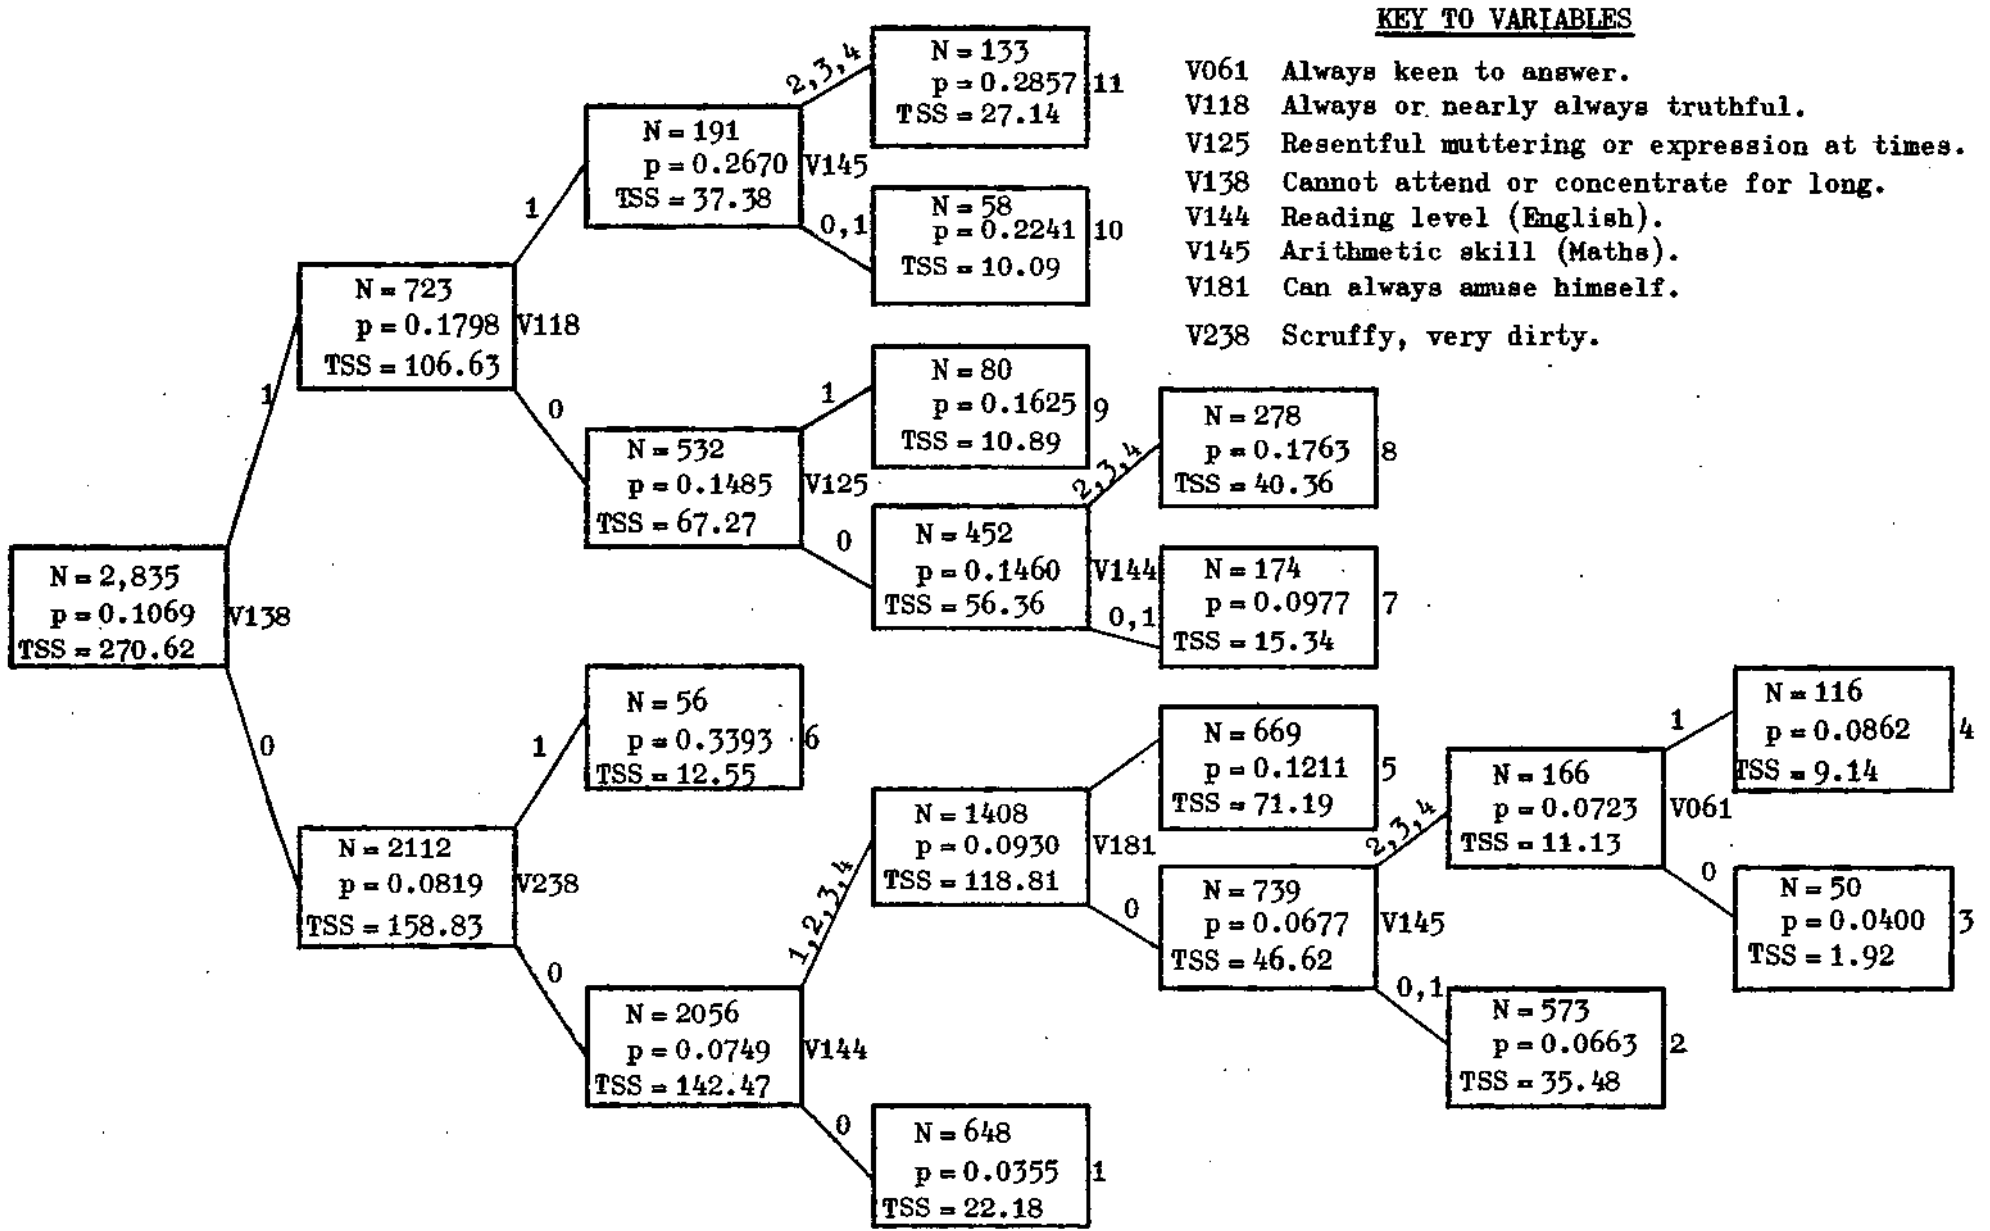 KEY TO VARIABLES
V061 Always keen to answer.
V118 Always or nearly always truthful.
V125 Resentful muttering or expression at times.
V138 Cannot attend or concentrate for long.
V144 Reading level (English).
V145 Arithmetic skill (Maths).
V181 Can always amuse himself.
V238 Scruffy, very dirty.
N = 2,835
p = 0.1069
TSS = 270.62
V138
1
0
N = 723
p = 0.1798
TSS = 106.63
V118
1
0
N = 191
p = 0.2670
TSS = 37.38
V145
2,3,4
0,1
N = 133
p = 0.2857
TSS = 27.14
11
N = 58
p = 0.2241
TSS = 10.09
10
N = 532
p = 0.1485
TSS = 67.27
V125
1
0
N = 80
p = 0.1625
TSS = 10.89
9
N = 452
p = 0.1460
TSS = 56.36
V144
2,3,4
0,1
N = 278
p = 0.1763
TSS = 40.36
8
N = 174
p = 0.0977
TSS = 15.34
7
N = 2112
p = 0.0819
TSS = 158.83
V238
1
0
N = 56
p = 0.3393
TSS = 12.55
6
N = 2056
p = 0.0749
TSS = 142.47
V144
1,2,3,4
0
N = 1408
p = 0.0930
TSS = 118.81
V181
0
N = 669
p = 0.1211
TSS = 71.19
5
N = 739
p = 0.0677
TSS = 46.62
V145
2,3,4
0,1
N = 166
p = 0.0723
TSS = 11.13
V061
1
0
N = 116
p = 0.0862
TSS = 9.14
4
N = 50
p = 0.0400
TSS = 1.92
3
N = 573
p = 0.0663
TSS = 35.48
2
N = 648
p = 0.0355
TSS = 22.18
1